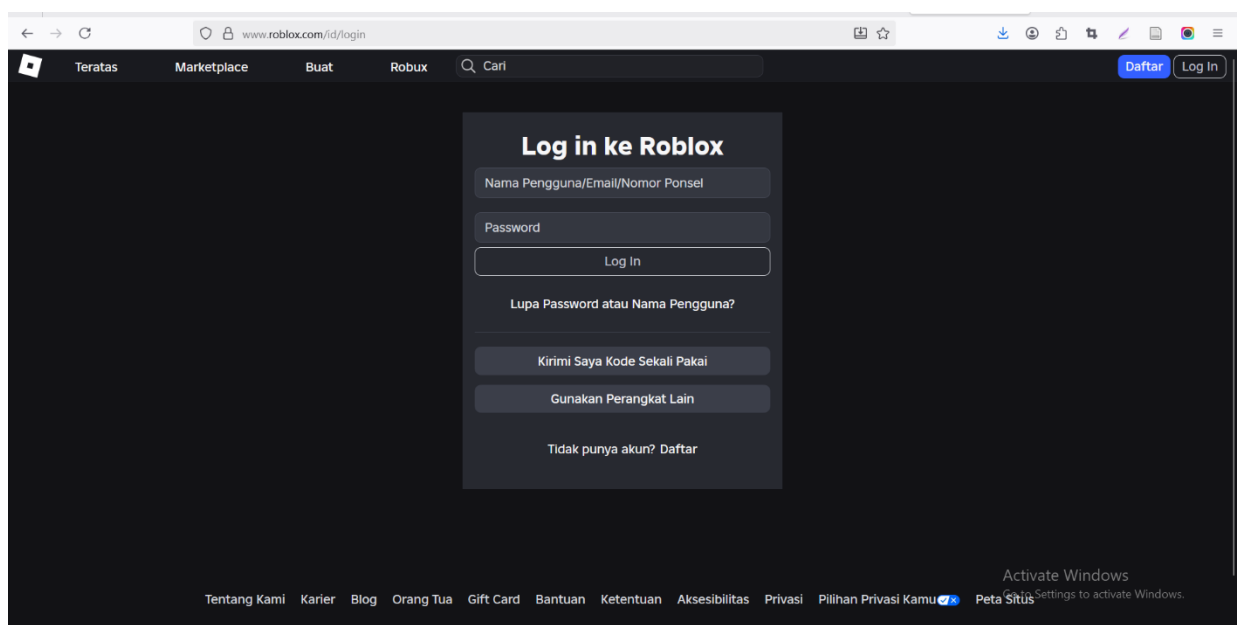 www.roblox.com/id/login
Teratas Marketplace Buat Robux Cari Daftar Log In
Log in ke Roblox
Nama Pengguna/Email/Nomor Ponsel
Password
Log In
Lupa Password atau Nama Pengguna?
Kirimi Saya Kode Sekali Pakai
Gunakan Perangkat Lain
Tidak punya akun? Daftar
Activate Windows
Go to Settings to activate Windows.
Tentang Kami Karier Blog Orang Tua Gift Card Bantuan Ketentuan Aksesibilitas Privasi Pilihan Privasi Kamu Peta Situs